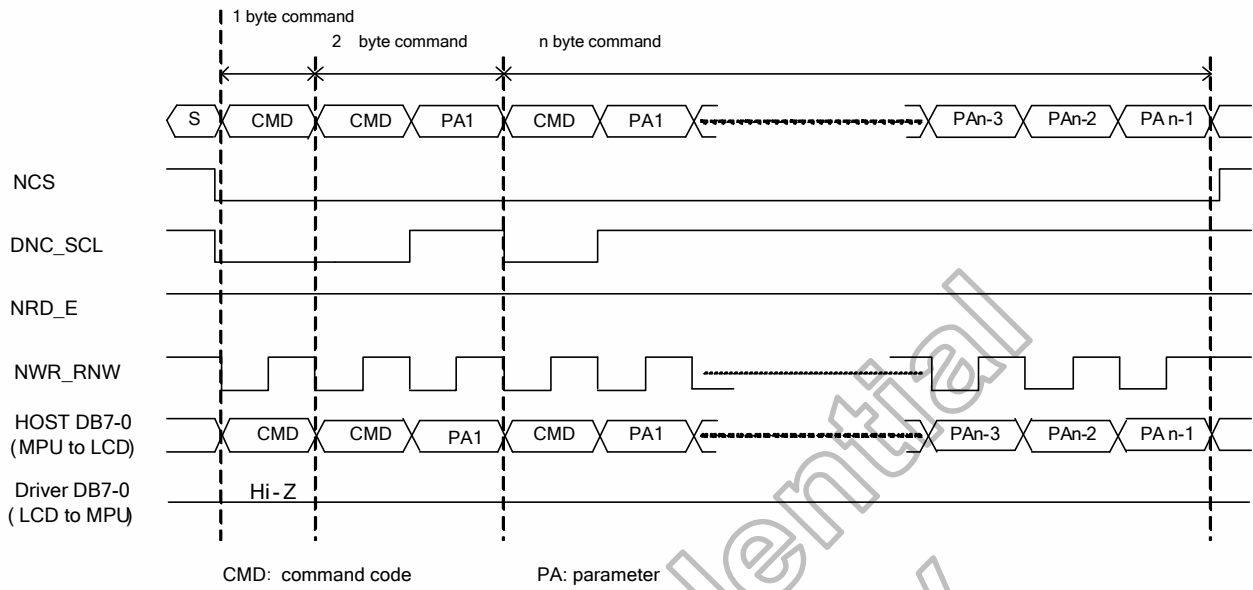 1 byte command
2 byte command
n byte command
S CMD CMD PA1 CMD PA1 PAn-3 PAn-2 PA n-1
NCS
DNC_SCL
NRD_E
NWR_RNW
HOST DB7-0
(MPU to LCD)
CMD CMD PA1 CMD PA1 PAn-3 PAn-2 PA n-1
Driver DB7-0
( LCD to MPU)
Hi-Z
CMD: command code
PA: parameter